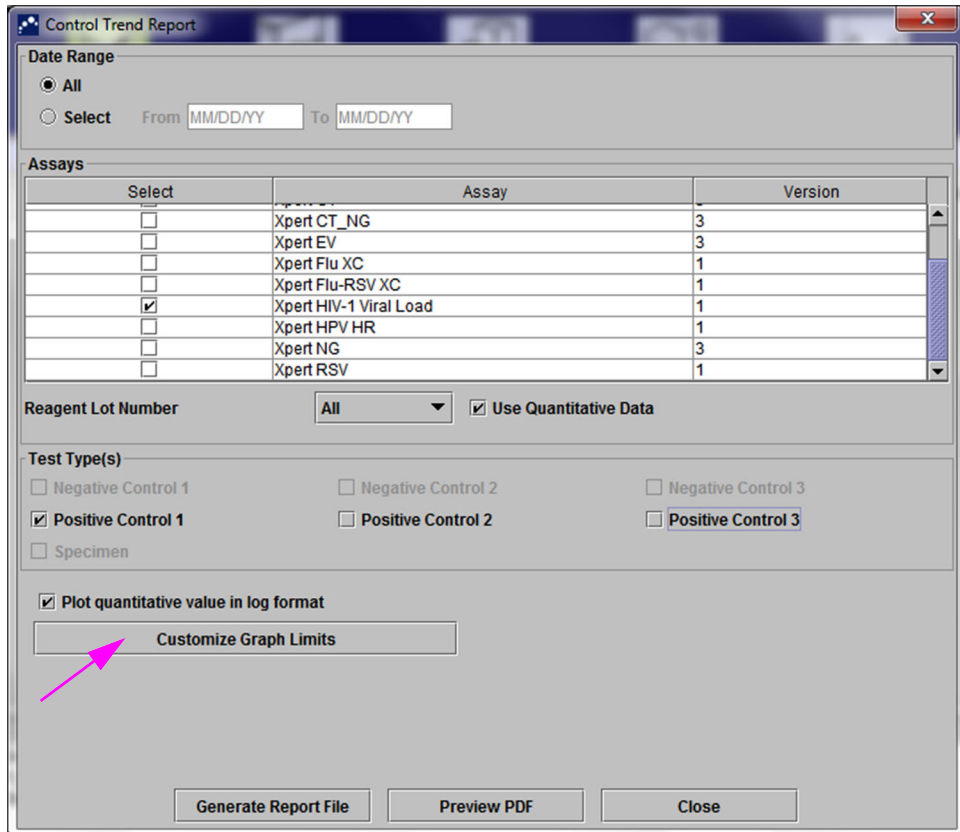 Control Trend Report
Date Range
All
Select From MM/DD/YY To MM/DD/YY
Assays
Select Assay Version
Xpert CT_NG 3
Xpert EV 3
Xpert Flu XC 1
Xpert Flu-RSV XC 1
Xpert HIV-1 Viral Load 1
Xpert HPV HR 1
Xpert NG 3
Xpert RSV 1
Reagent Lot Number All Use Quantitative Data
Test Type(s)
Negative Control 1 Negative Control 2 Negative Control 3
Positive Control 1 Positive Control 2 Positive Control 3
Specimen
Plot quantitative value in log format
Customize Graph Limits
Generate Report File Preview PDF Close